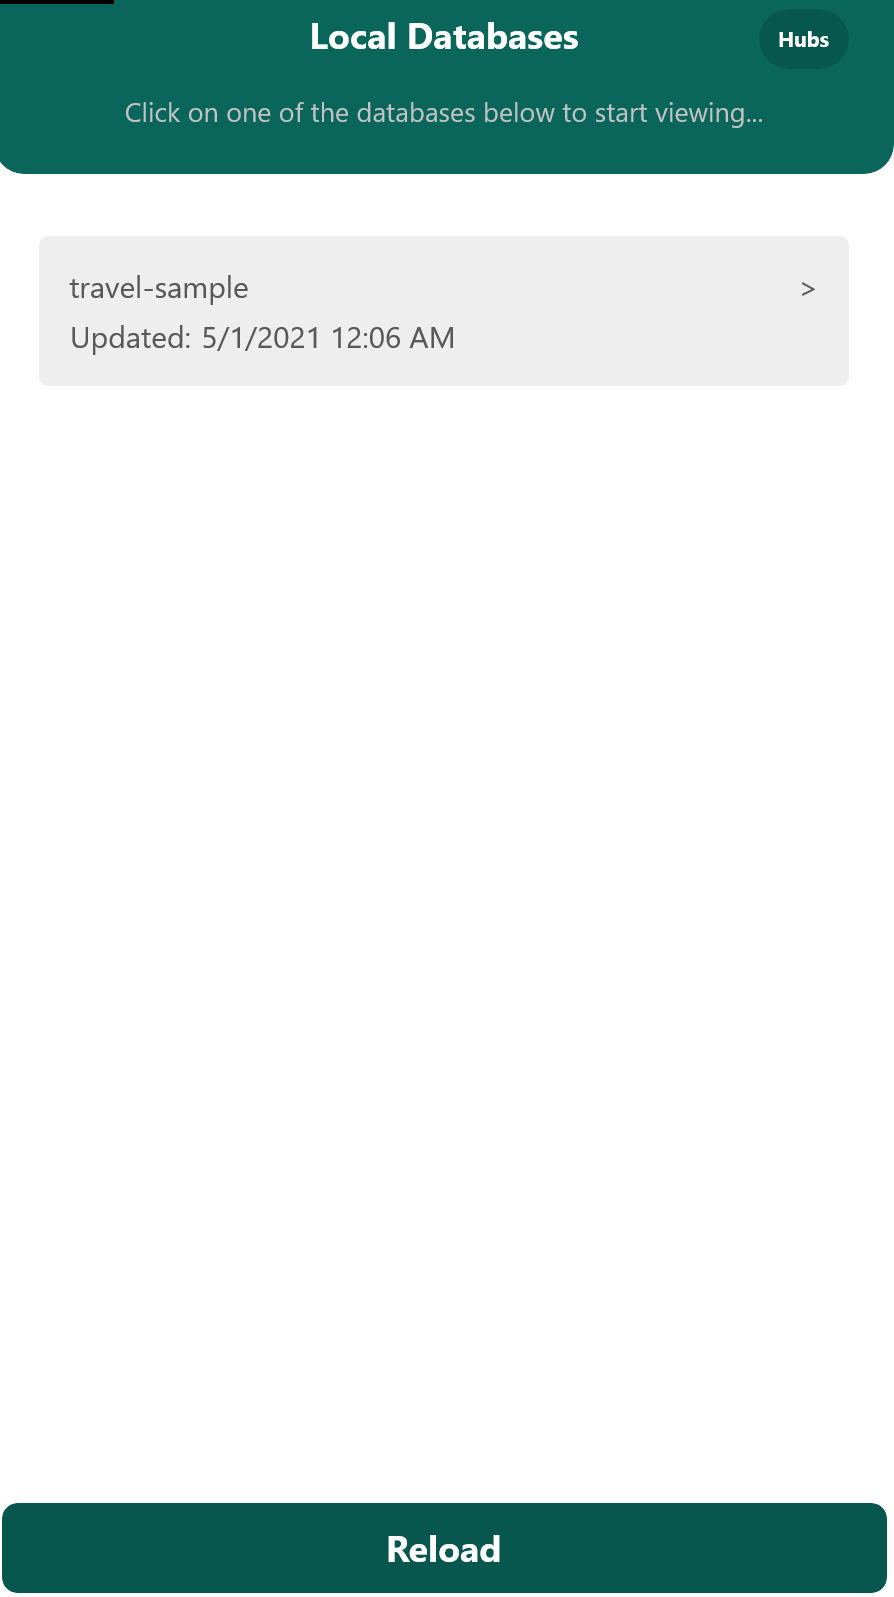 Local Databases
Hubs
Click on one of the databases below to start viewing...
travel-sample
>
Updated: 5/1/2021 12:06 AM
Reload